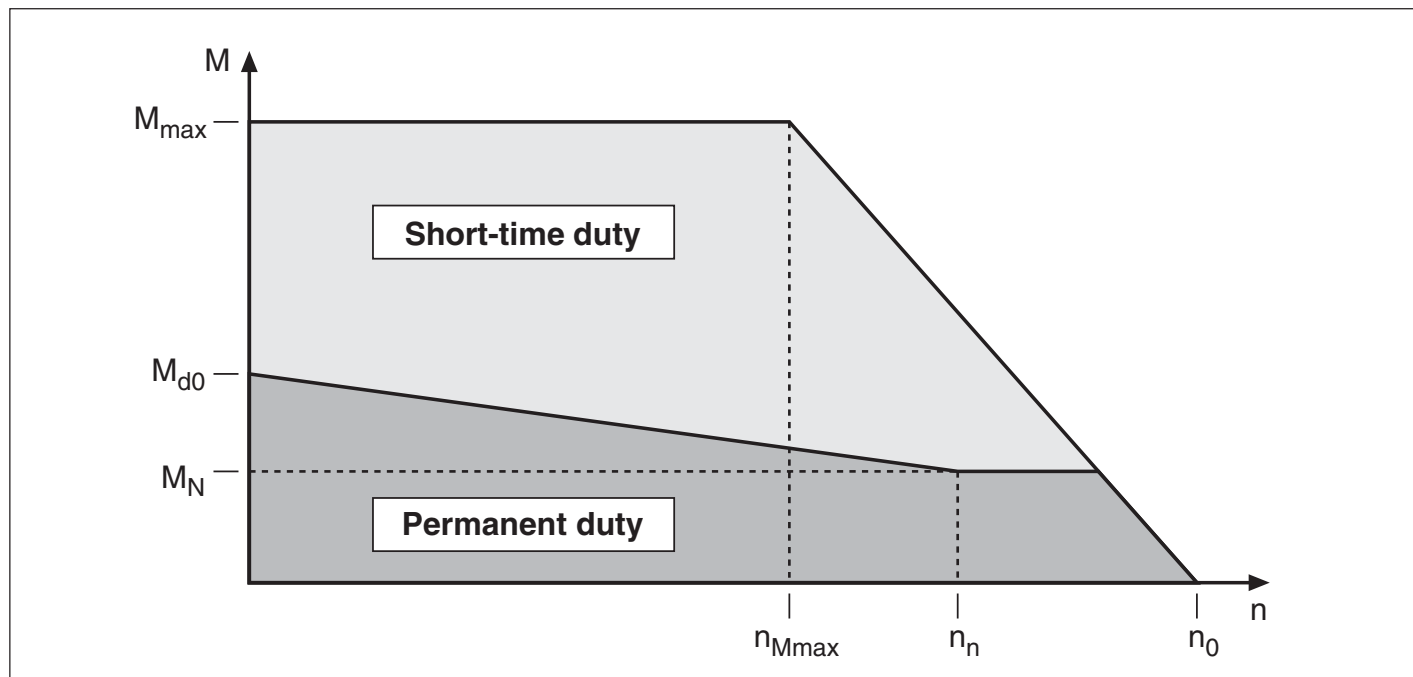 M
M_max
Short-time duty
M_d0
M_N
Permanent duty
n
n_Mmax
n_n
n_0